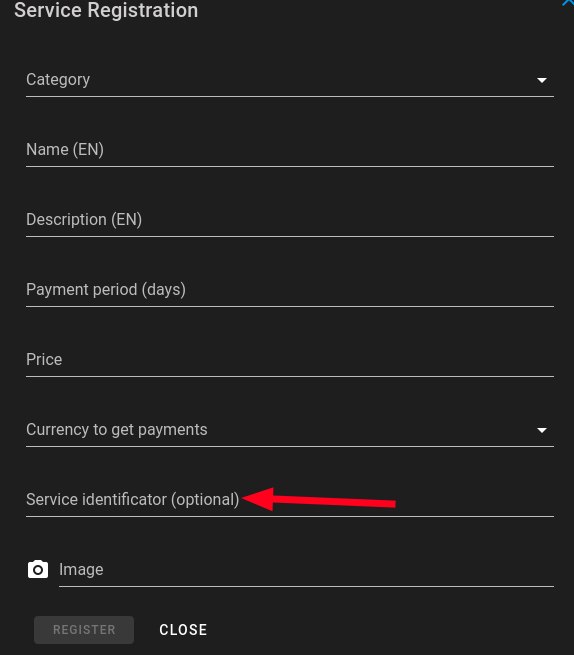 Service Registration
Category
Name (EN)
Description (EN)
Payment period (days)
Price
Currency to get payments
Service identificator (optional)
Image
REGISTER CLOSE